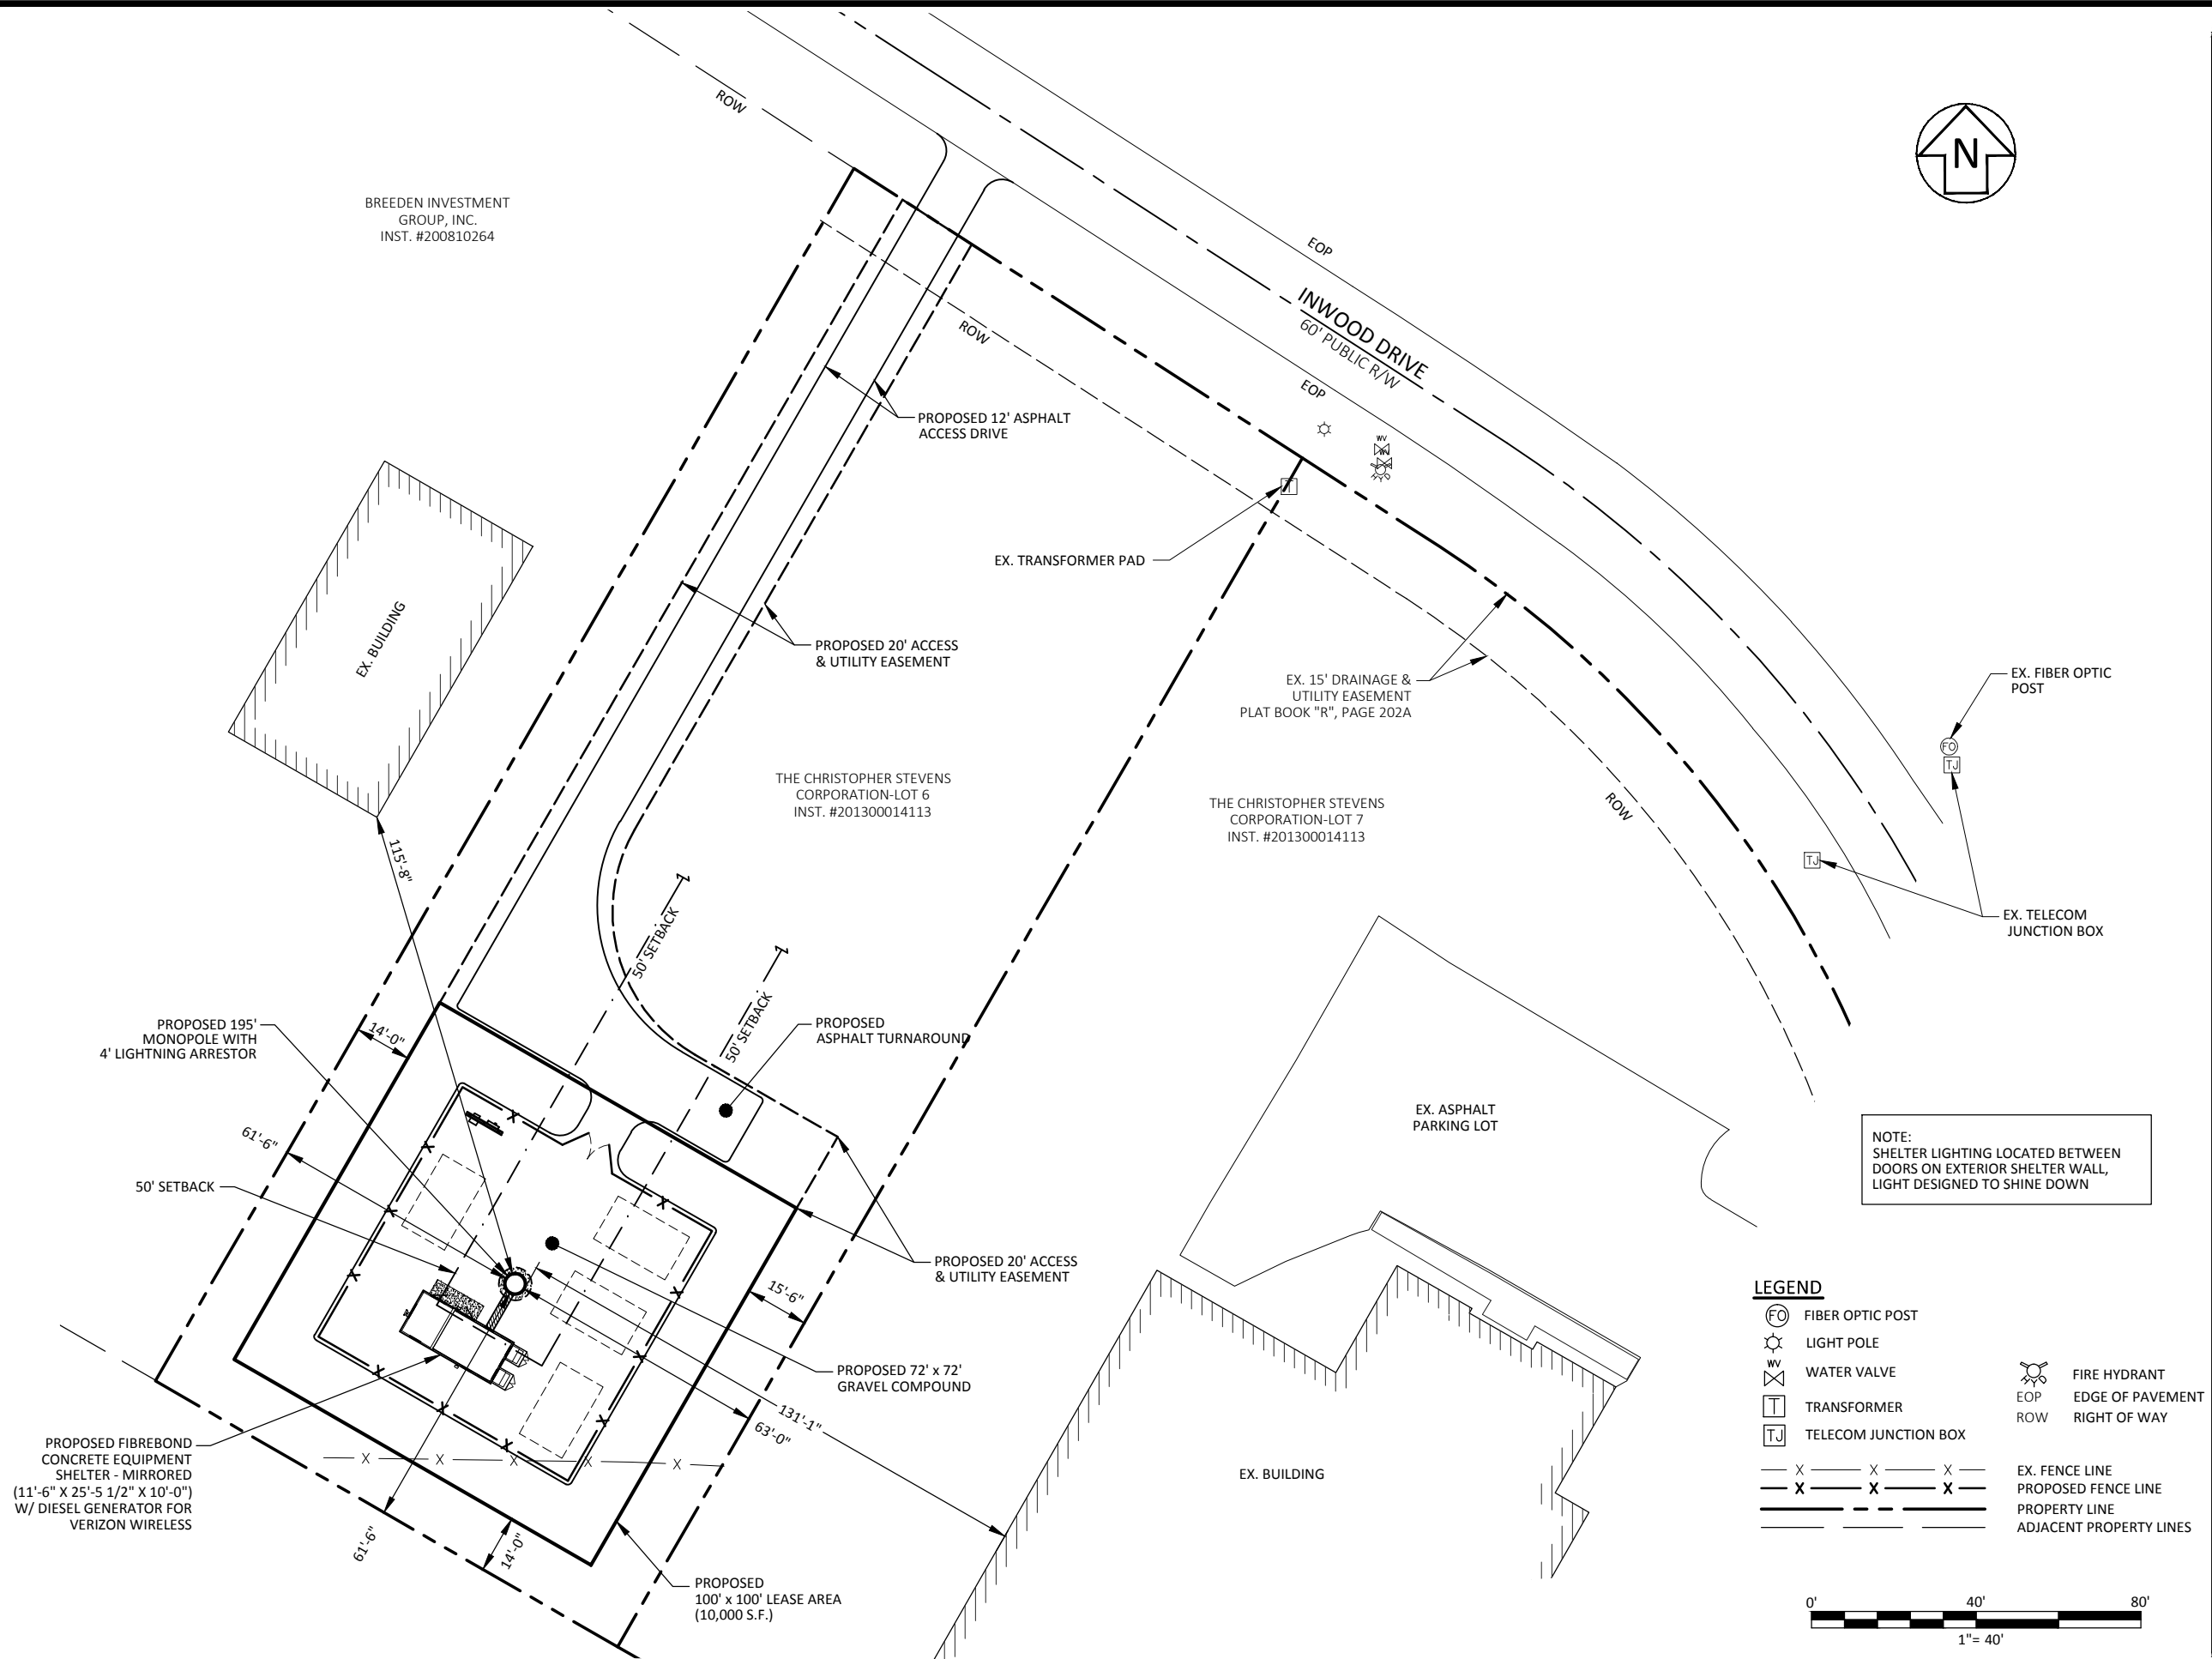 ROW
N
BREEDEN INVESTMENT
GROUP, INC.
INST. #200810264
EOP
INWOOD DRIVE
60' PUBLIC R/W
ROW
EOP
PROPOSED 12' ASPHALT
ACCESS DRIVE
WV
T
EX. TRANSFORMER PAD
EX. BUILDING
PROPOSED 20' ACCESS
& UTILITY EASEMENT
EX. 15' DRAINAGE &
UTILITY EASEMENT
PLAT BOOK "R", PAGE 202A
EX. FIBER OPTIC
POST
FO
TJ
THE CHRISTOPHER STEVENS
CORPORATION-LOT 6
INST. #201300014113
THE CHRISTOPHER STEVENS
CORPORATION-LOT 7
INST. #201300014113
ROW
TJ
115'-8"
EX. TELECOM
JUNCTION BOX
50' SETBACK
50' SETBACK
PROPOSED 195'
MONOPOLE WITH
4' LIGHTNING ARRESTOR
14'-0"
PROPOSED
ASPHALT TURNAROUND
EX. ASPHALT
PARKING LOT
61'-6"
50' SETBACK
NOTE:
SHELTER LIGHTING LOCATED BETWEEN
DOORS ON EXTERIOR SHELTER WALL,
LIGHT DESIGNED TO SHINE DOWN
PROPOSED 20' ACCESS
& UTILITY EASEMENT
15'-6"
PROPOSED 72' x 72'
GRAVEL COMPOUND
131'-1"
63'-0"
PROPOSED FIBREBOND
CONCRETE EQUIPMENT
SHELTER - MIRRORED
(11'-6" X 25'-5 1/2" X 10'-0")
W/ DIESEL GENERATOR FOR
VERIZON WIRELESS
EX. BUILDING
61'-6"
14'-0"
PROPOSED
100' x 100' LEASE AREA
(10,000 S.F.)
LEGEND
FO FIBER OPTIC POST
LIGHT POLE
WV
WATER VALVE
T TRANSFORMER
TJ TELECOM JUNCTION BOX
FIRE HYDRANT
EOP EDGE OF PAVEMENT
ROW RIGHT OF WAY
X X X EX. FENCE LINE
X X X PROPOSED FENCE LINE
PROPERTY LINE
ADJACENT PROPERTY LINES
0' 40' 80'
1"= 40'